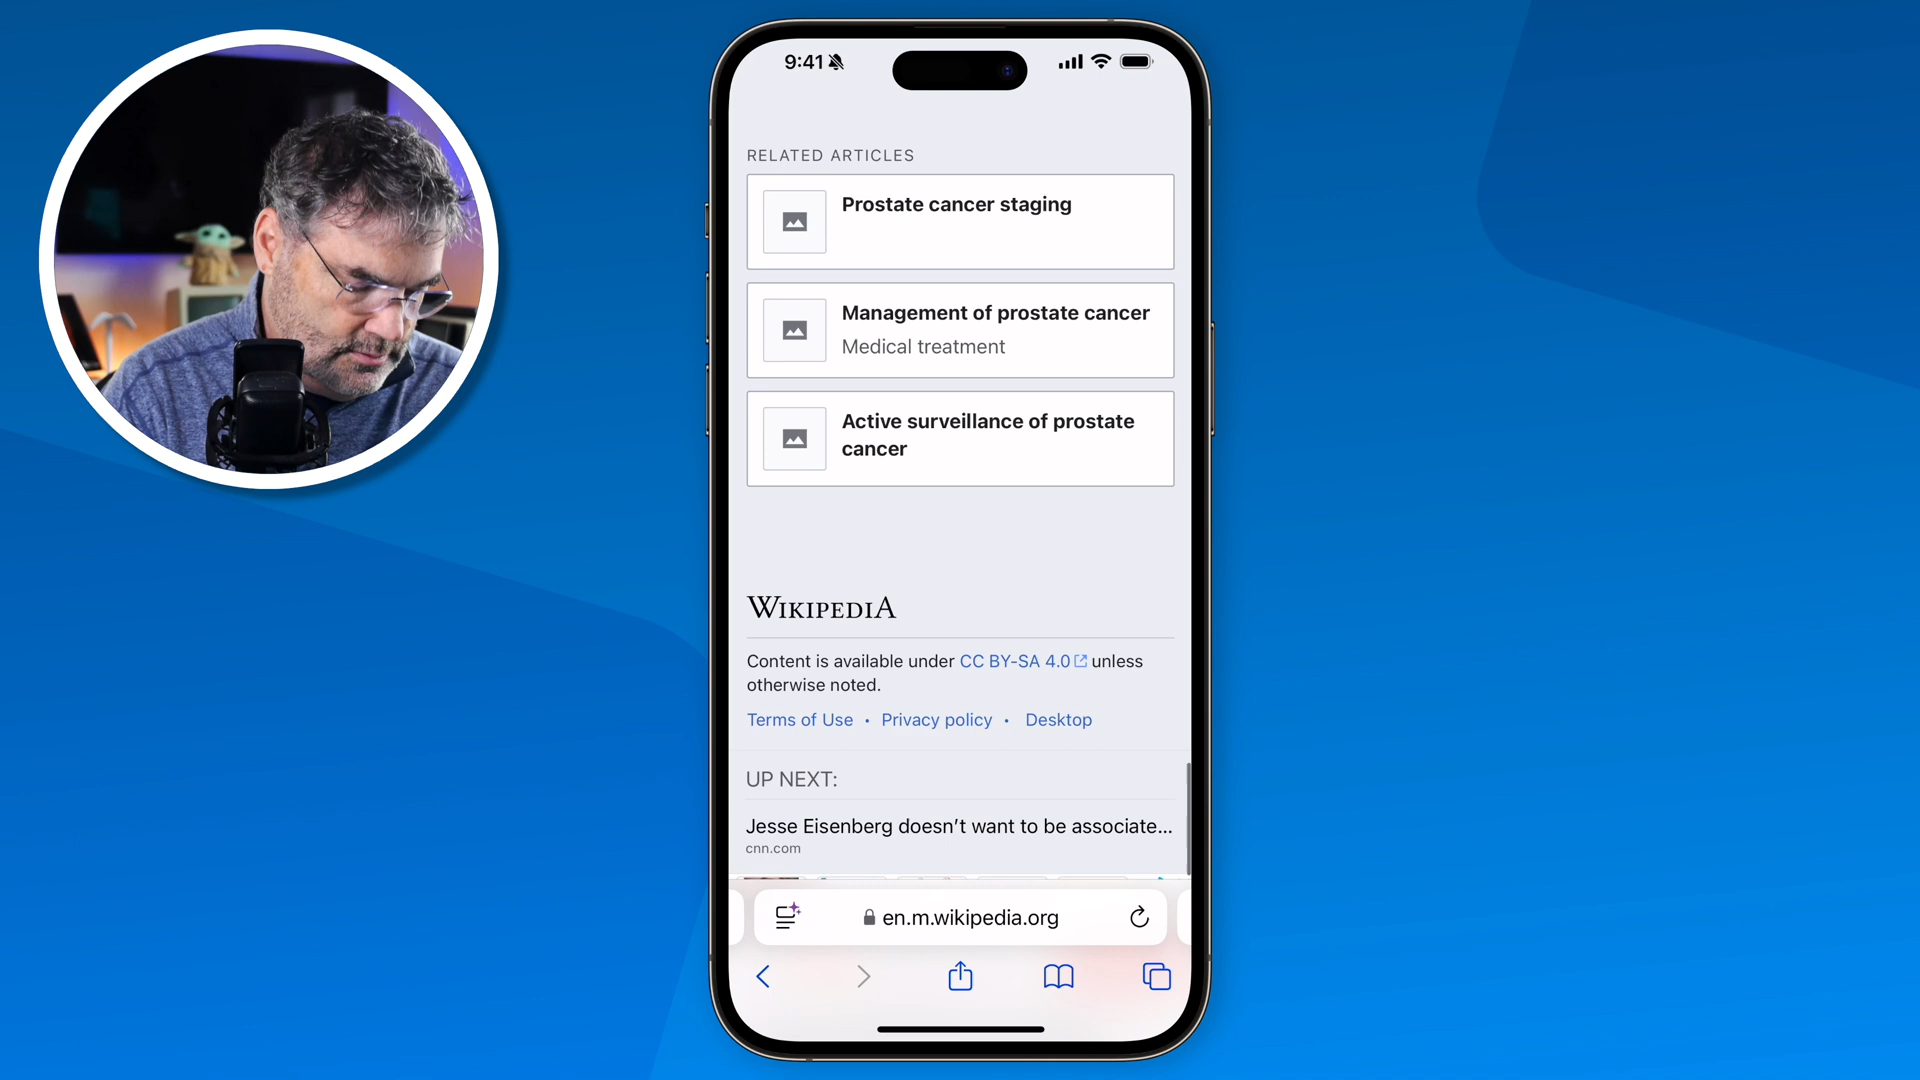 9:41
RELATED ARTICLES
Prostate cancer staging
Management of prostate cancer
Medical treatment
Active surveillance of prostate
cancer
WIKIPEDIA
Content is available under CC BY-SA 4.0 unless
otherwise noted.
Terms of Use • Privacy policy • Desktop
UP NEXT:
Jesse Eisenberg doesn’t want to be associate...
cnn.com
en.m.wikipedia.org